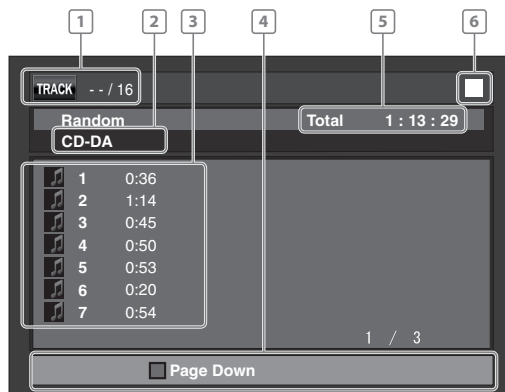 1 2 3 4 5 6
TRACK - - / 16
Random Total 1 : 13 : 29
CD-DA
1 0:36
2 1:14
3 0:45
4 0:50
5 0:53
6 0:20
7 0:54
1 / 3
Page Down